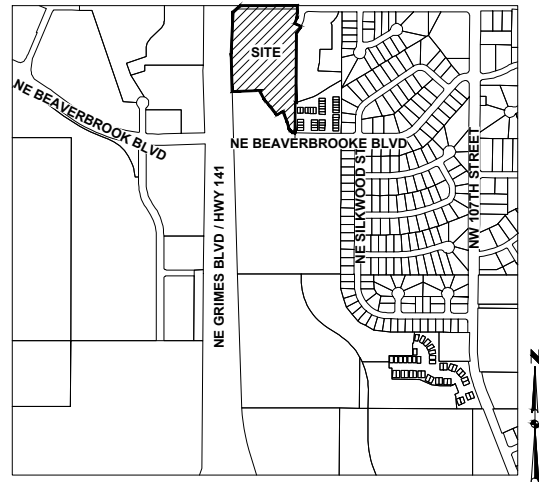 SITE
NE BEAVERBROOK BLVD
NE BEAVERBROOKE BLVD
NE GRIMES BLVD / HWY 141
NE SILKWOOD ST
NW 107TH STREET
N